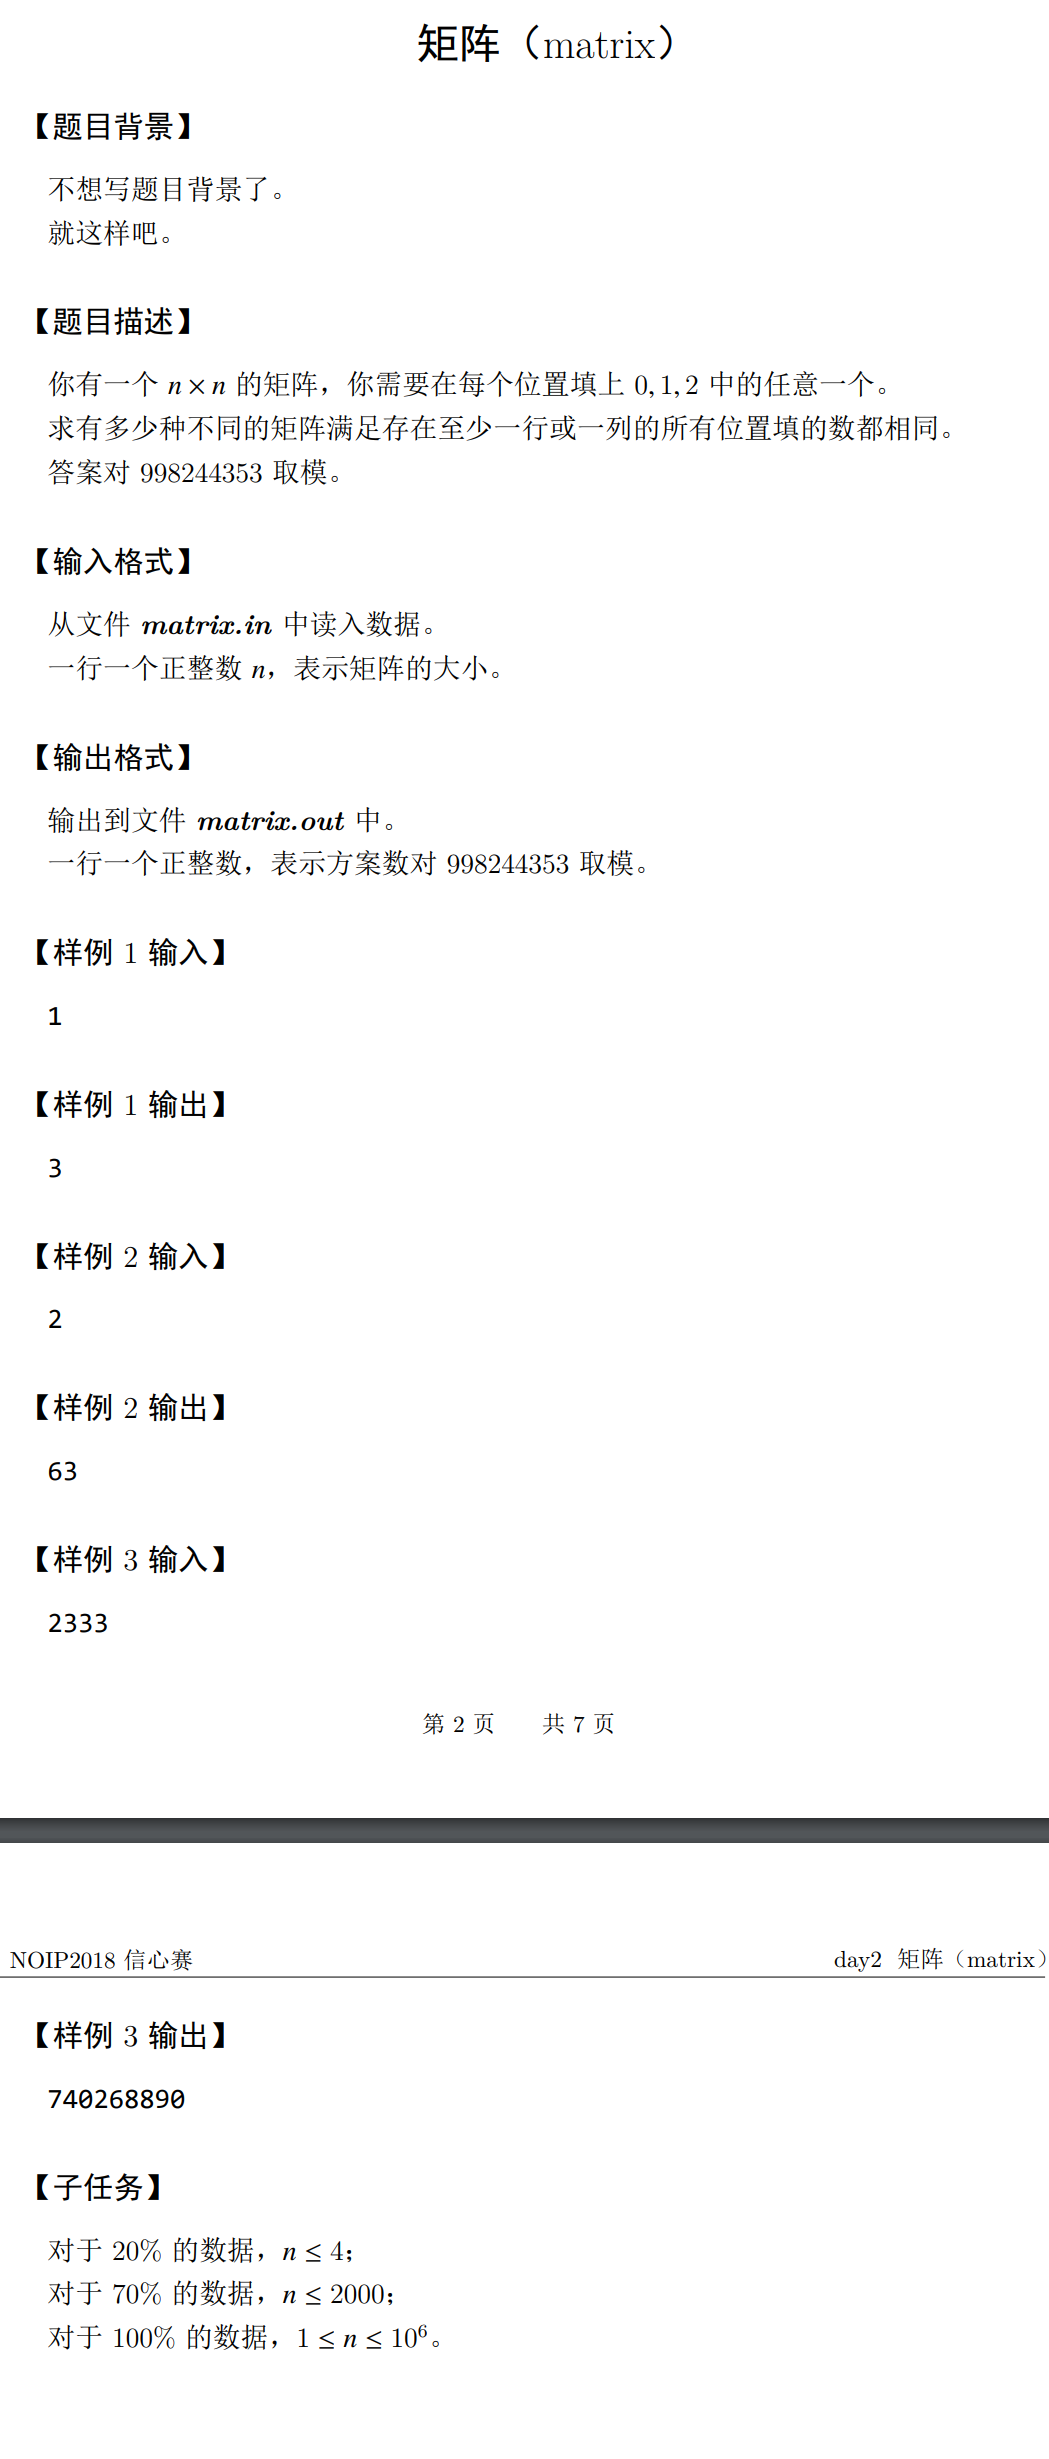 矩阵（matrix）
【题目背景】
不想写题目背景了。
就这样吧。
【题目描述】
你有一个 n × n 的矩阵，你需要在每个位置填上 0, 1, 2 中的任意一个。
求有多少种不同的矩阵满足存在至少一行或一列的所有位置填的数都相同。
答案对 998244353 取模。
【输入格式】
从文件 matrix.in 中读入数据。
一行一个正整数 n，表示矩阵的大小。
【输出格式】
输出到文件 matrix.out 中。
一行一个正整数，表示方案数对 998244353 取模。
【样例 1 输入】
1
【样例 1 输出】
3
【样例 2 输入】
2
【样例 2 输出】
63
【样例 3 输入】
2333
第 2 页 共 7 页
NOIP2018 信心赛 day2 矩阵（matrix）
【样例 3 输出】
740268890
【子任务】
对于 20% 的数据，n ≤ 4；
对于 70% 的数据，n ≤ 2000；
对于 100% 的数据，1 ≤ n ≤ 10⁶。